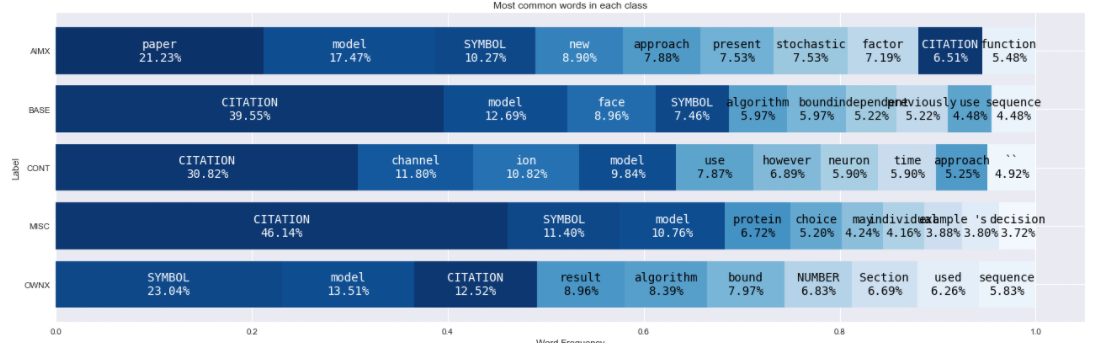 Most common words in each class
AIMX
paper model SYMBOL new approach present stochastic factor CITATION function
21.23% 17.47% 10.27% 8.90% 7.88% 7.53% 7.53% 7.19% 6.51% 5.48%
BASE
CITATION model face SYMBOL algorithm bound independent previously use sequence
39.55% 12.69% 8.96% 7.46% 5.97% 5.97% 5.22% 5.22% 4.48% 4.48%
Label
CONT
CITATION channel ion model use however neuron time approach ``
30.82% 11.80% 10.82% 9.84% 7.87% 6.89% 5.90% 5.90% 5.25% 4.92%
MISC
CITATION SYMBOL model protein choice may individual example 's decision
46.14% 11.40% 10.76% 6.72% 5.20% 4.24% 4.16% 3.88% 3.80% 3.72%
OWNX
SYMBOL model CITATION result algorithm bound NUMBER Section used sequence
23.04% 13.51% 12.52% 8.96% 8.39% 7.97% 6.83% 6.69% 6.26% 5.83%
0.0 0.2 0.4 0.6 0.8 1.0
Word Frequency